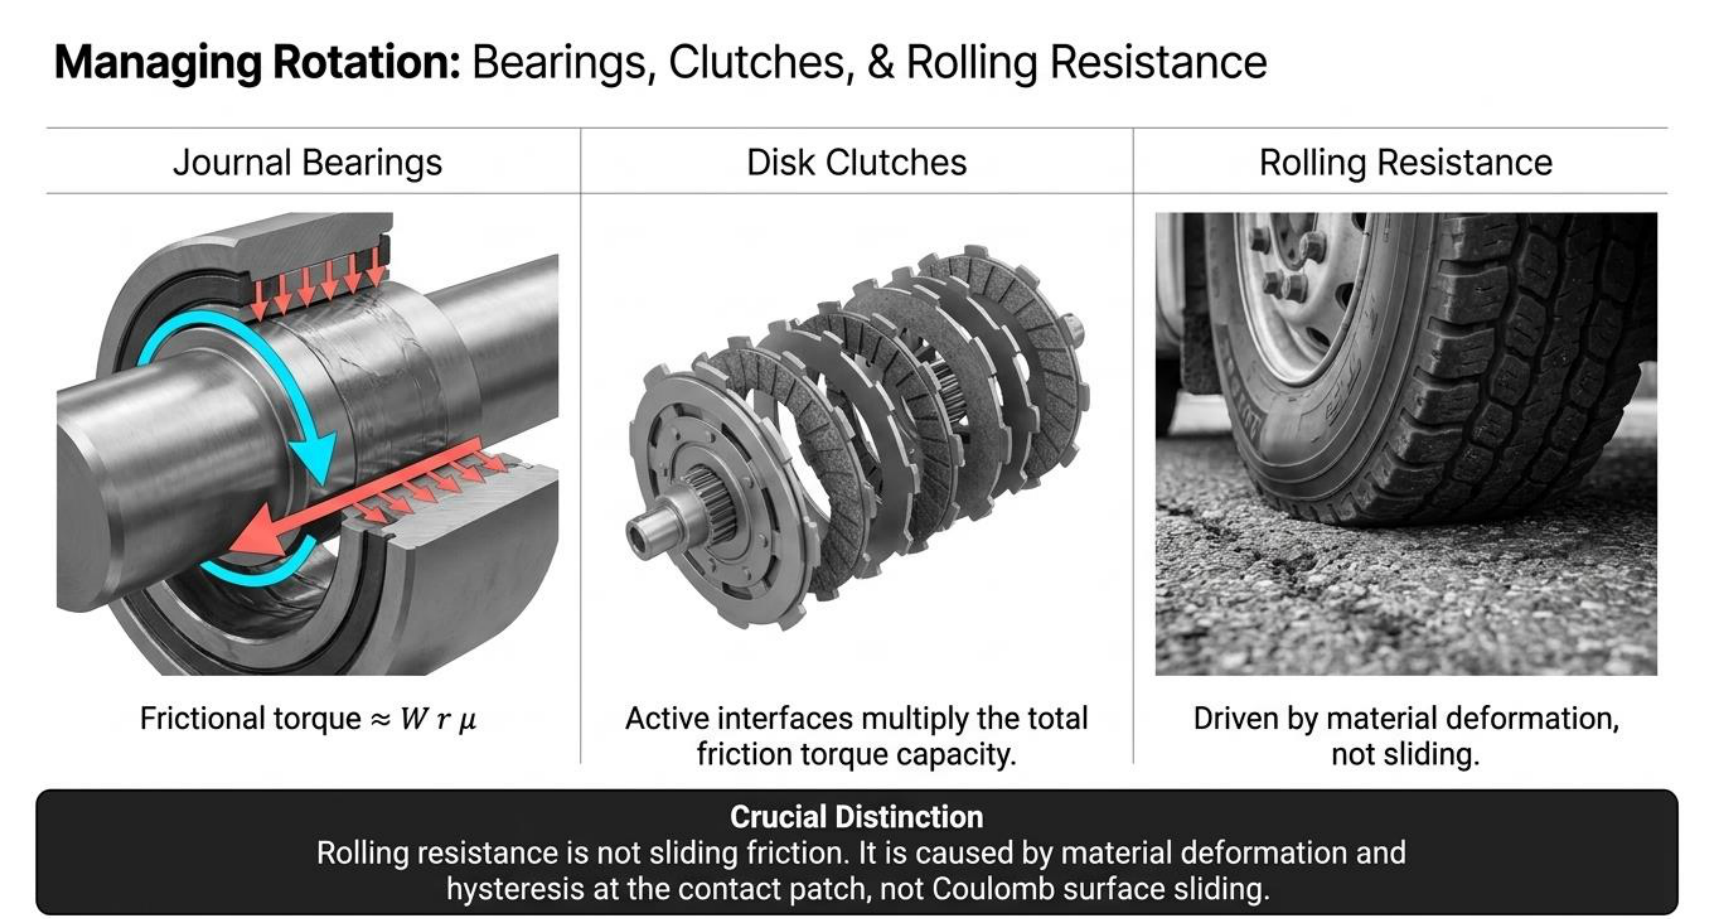 Managing Rotation: Bearings, Clutches, & Rolling Resistance
Journal Bearings
Disk Clutches
Rolling Resistance
Frictional torque ≈ W r μ
Active interfaces multiply the total
friction torque capacity.
Driven by material deformation,
not sliding.
Crucial Distinction
Rolling resistance is not sliding friction. It is caused by material deformation and
hysteresis at the contact patch, not Coulomb surface sliding.